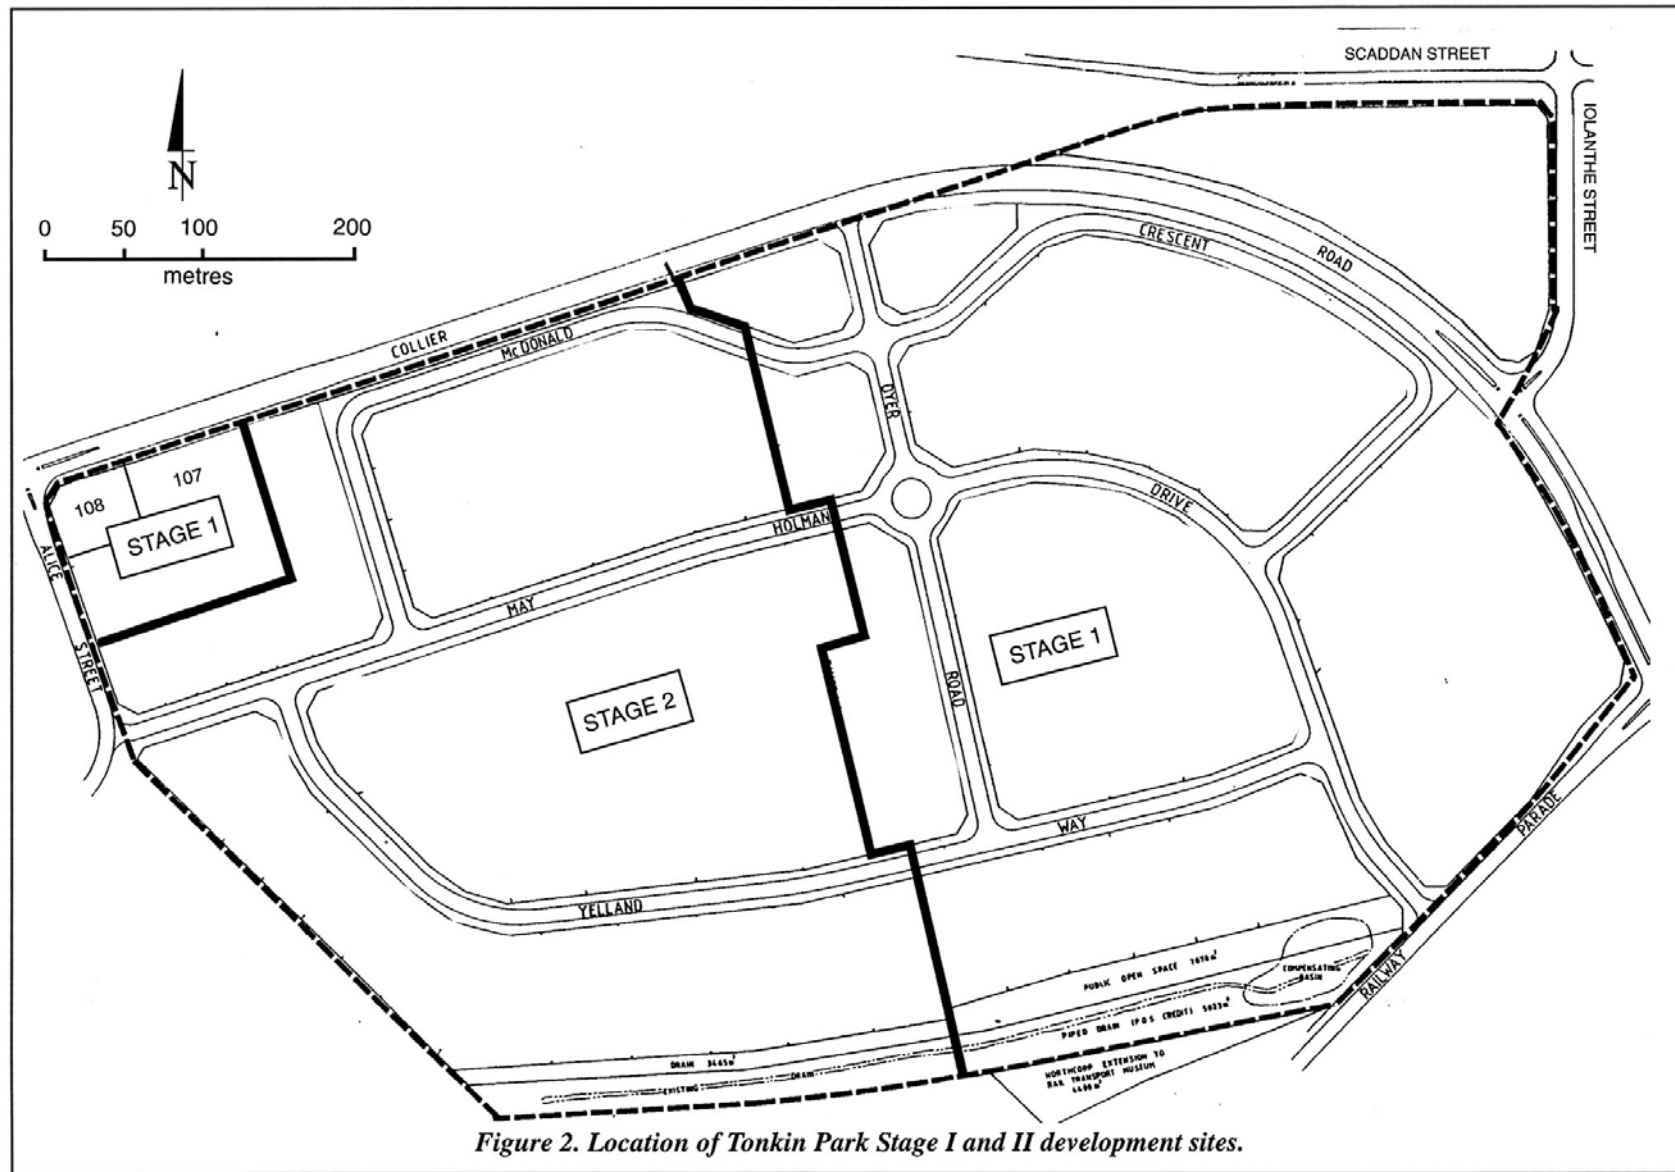 SCADDAN STREET
IOLANTHE STREET
N
0 50 100 200
metres
CRESCENT
ROAD
COLLIER
McDONALD
DYER
107
108
STAGE 1
ALICE
STREET
HOLMAN
DRIVE
MAY
STAGE 1
ROAD
STAGE 2
WAY
PARADE
YELLAND
RAILWAY
PUBLIC OPEN SPACE
COMPENSATING
BASIN
PIPED DRAIN (P O S CREDIT)
DRAIN 3465m²
EXISTING DRAIN
NORTHCORP EXTENSION TO
TRANSPORT MUSEUM
Figure 2. Location of Tonkin Park Stage I and II development sites.